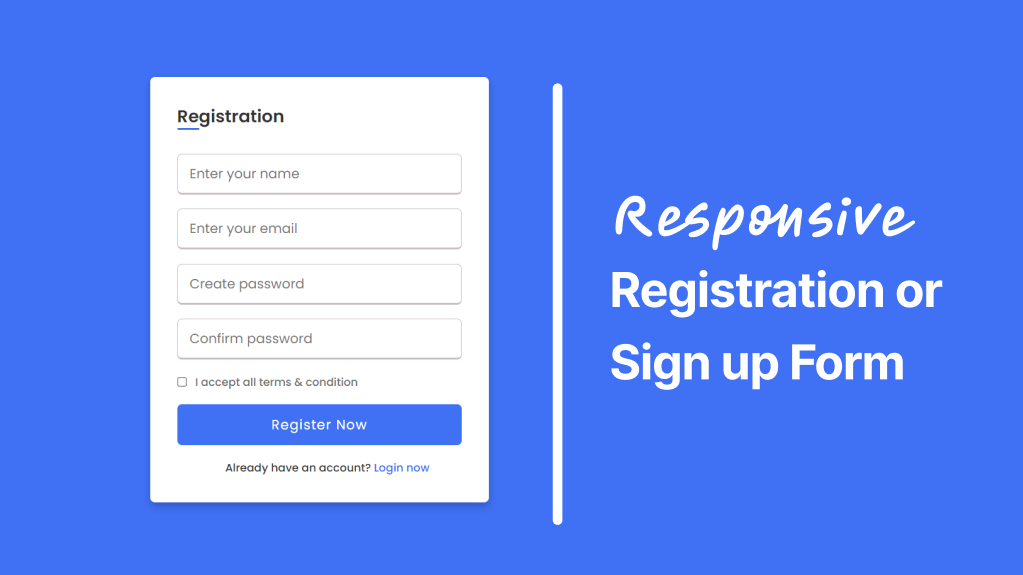 Registration
Enter your name
Enter your email
Create password
Confirm password
I accept all terms & condition
Register Now
Already have an account? Login now
Responsive
Registration or
Sign up Form